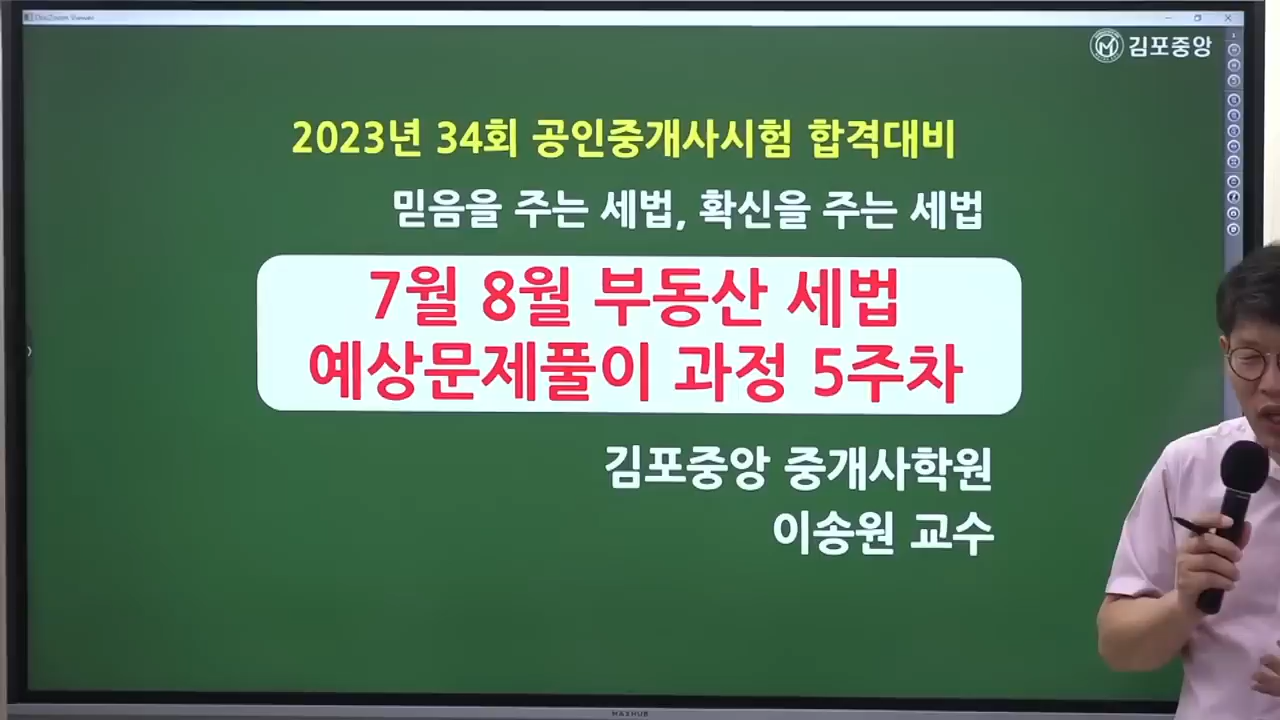 김포중앙
2023년 34회 공인중개사시험 합격대비
믿음을 주는 세법, 확신을 주는 세법
7월 8월 부동산 세법
예상문제풀이 과정 5주차
김포중앙 중개사학원
이송원 교수
MAXHUB